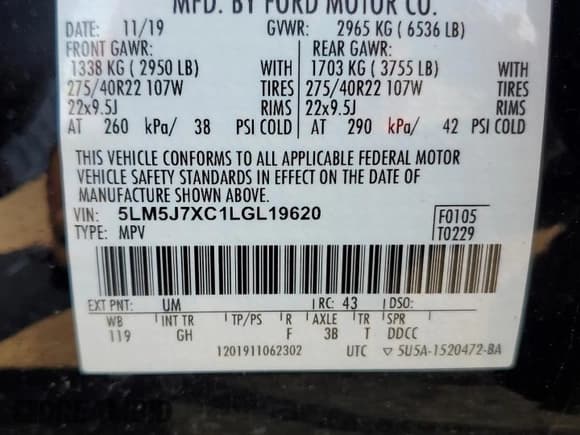 MFD. BY FORD MOTOR CO.
DATE: 11/19 GVWR: 2965 KG ( 6536 LB)
FRONT GAWR: REAR GAWR:
1338 KG ( 2950 LB) WITH 1703 KG ( 3755 LB) WITH
275/40R22 107W TIRES 275/40R22 107W TIRES
22x9.5J RIMS 22x9.5J RIMS
AT 260 kPa/ 38 PSI COLD AT 290 kPa/ 42 PSI COLD
THIS VEHICLE CONFORMS TO ALL APPLICABLE FEDERAL MOTOR
VEHICLE SAFETY STANDARDS IN EFFECT ON THE DATE OF
MANUFACTURE SHOWN ABOVE.
VIN: 5LM5J7XC1LGL19620 F0105
TYPE: MPV T0229
EXT PNT: UM RC: 43 DSO:
WB INT TR TP/PS R AXLE TR SPR
119 GH F 3B T DDCC
1201911062302 UTC ▽ 5U5A-1520472-BA